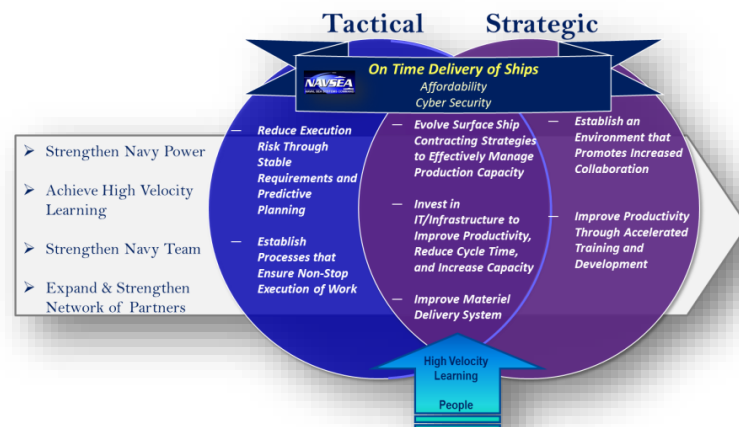 Tactical Strategic
NAVSEA
On Time Delivery of Ships
Affordability
Cyber Security
➢ Strengthen Navy Power
➢ Achieve High Velocity
Learning
➢ Strengthen Navy Team
➢ Expand & Strengthen
Network of Partners
— Reduce Execution
Risk Through
Stable
Requirements and
Predictive
Planning
— Establish
Processes that
Ensure Non-Stop
Execution of Work
— Evolve Surface Ship
Contracting Strategies
to Effectively Manage
Production Capacity
— Invest in
IT/Infrastructure to
Improve Productivity,
Reduce Cycle Time,
and Increase Capacity
— Improve Materiel
Delivery System
— Establish an
Environment that
Promotes Increased
Collaboration
— Improve Productivity
Through Accelerated
Training and
Development
High Velocity
Learning
People